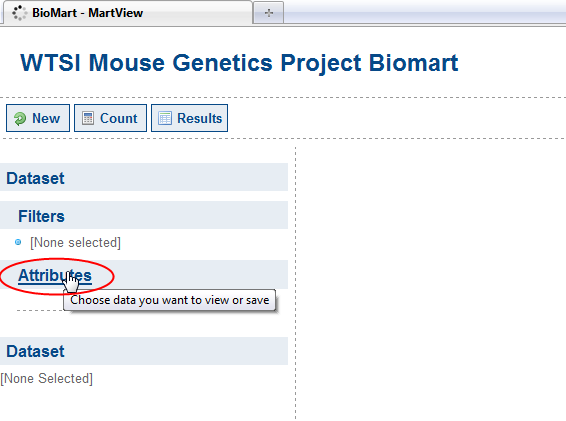 BioMart - MartView
WTSI Mouse Genetics Project Biomart
New Count Results
Dataset
Filters
[None selected]
Attributes
Choose data you want to view or save
Dataset
[None Selected]